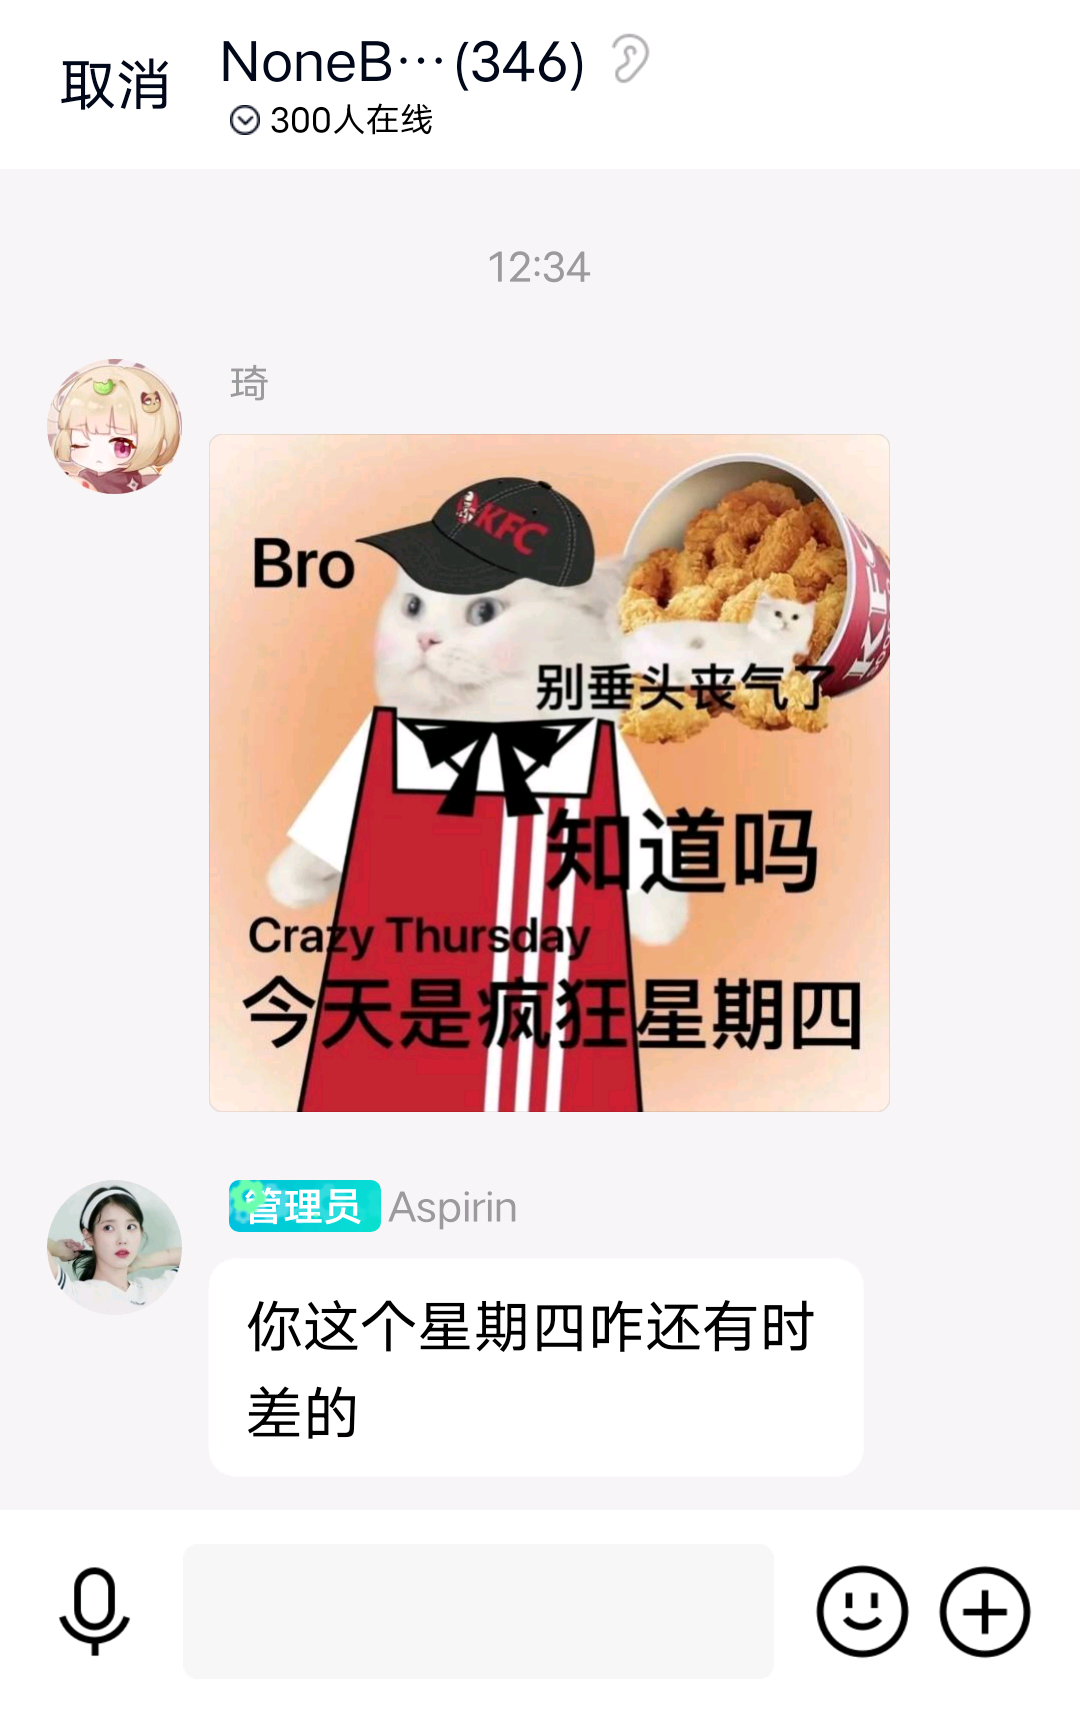 取消
NoneB…(346)
300人在线
12:34
琦
KFC
Bro
KFC
别垂头丧气了
知道吗
Crazy Thursday
今天是疯狂星期四
管理员 Aspirin
你这个星期四咋还有时
差的